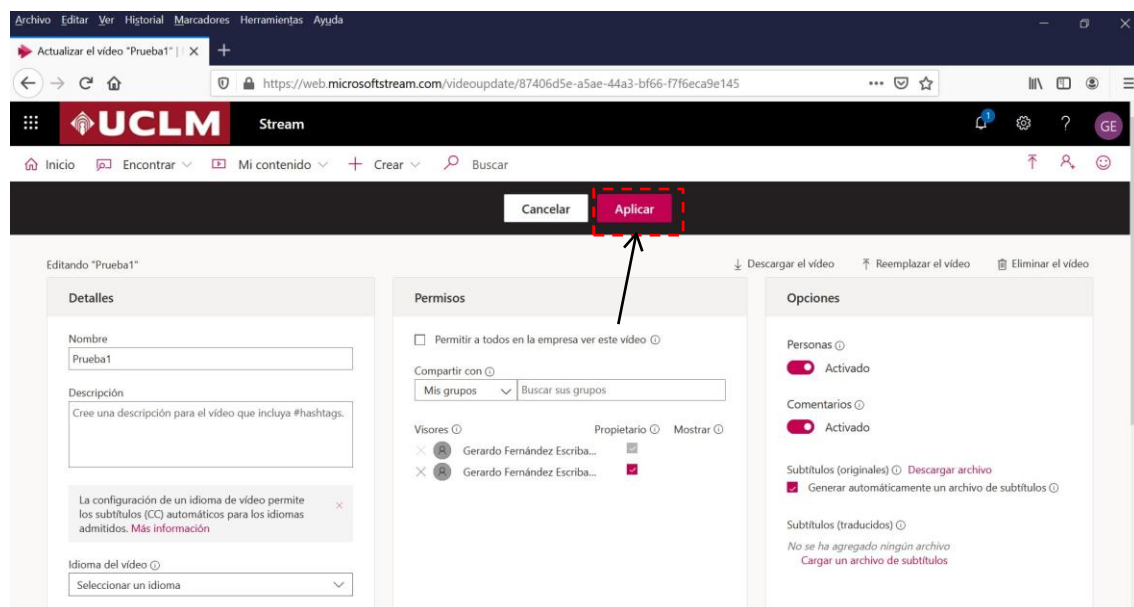 Archivo Editar Ver Historial Marcadores Herramientas Ayuda
Actualizar el vídeo "Prueba1" |
https://web.microsoftstream.com/videoupdate/87406d5e-a5ae-44a3-bf66-f7f6eca9e145
UCLM Stream 1 ? GE
Inicio Encontrar Mi contenido Crear Buscar
Cancelar Aplicar
Editando "Prueba1" Descargar el vídeo Reemplazar el vídeo Eliminar el vídeo
Detalles
Nombre
Prueba1
Descripción
Cree una descripción para el vídeo que incluya #hashtags.
La configuración de un idioma de vídeo permite
los subtítulos (CC) automáticos para los idiomas
admitidos. Más información
Idioma del vídeo
Seleccionar un idioma
Permisos
Permitir a todos en la empresa ver este vídeo
Compartir con
Mis grupos Buscar sus grupos
Visores Propietario Mostrar
Gerardo Fernández Escriba...
Gerardo Fernández Escriba...
Opciones
Personas
Activado
Comentarios
Activado
Subtítulos (originales) Descargar archivo
Generar automáticamente un archivo de subtítulos
Subtítulos (traducidos)
No se ha agregado ningún archivo
Cargar un archivo de subtítulos